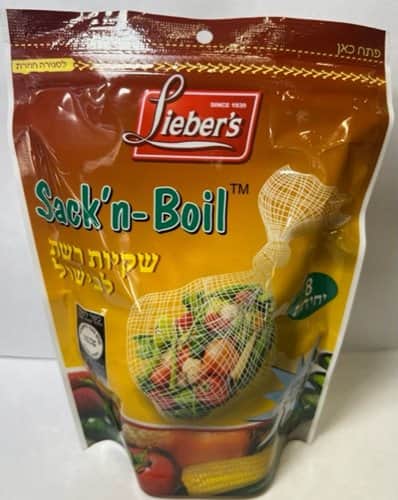 פתח כאן
לסגירה חוזרת
SINCE 1939
Lieber's
Sack'n-Boil™
שקיות רשת
לבישול
8
יחידות